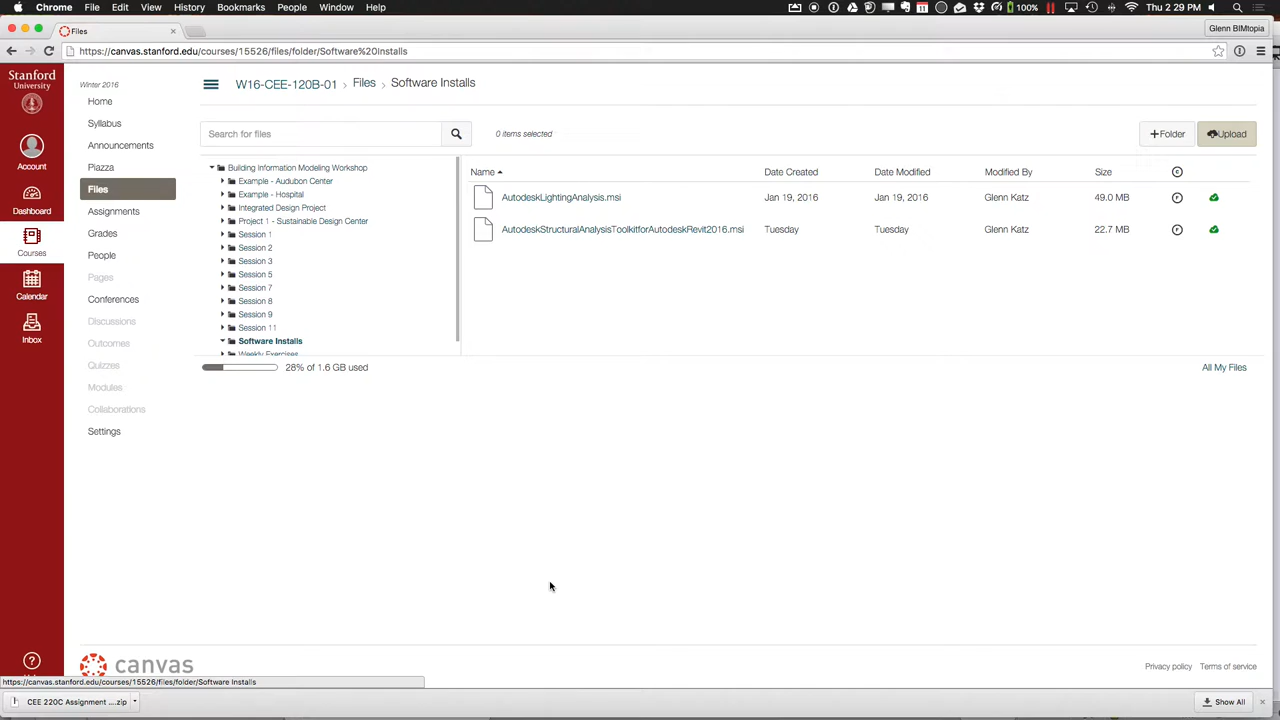 Chrome File Edit View History Bookmarks People Window Help 100% Thu 2:29 PM
Files Glenn BIMtopia
https://canvas.stanford.edu/courses/15526/files/folder/Software%20Installs
Stanford University
Account
Dashboard
Courses
Calendar
Inbox
Winter 2016
Home
Syllabus
Announcements
Piazza
Files
Assignments
Grades
People
Pages
Conferences
Discussions
Outcomes
Quizzes
Modules
Collaborations
Settings
W16-CEE-120B-01 › Files › Software Installs
Search for files 0 items selected +Folder Upload
Building Information Modeling Workshop
Example - Audubon Center
Example - Hospital
Integrated Design Project
Project 1 - Sustainable Design Center
Session 1
Session 2
Session 3
Session 5
Session 7
Session 8
Session 9
Session 11
Software Installs
Weekly Exercises
Name Date Created Date Modified Modified By Size
AutodeskLightingAnalysis.msi Jan 19, 2016 Jan 19, 2016 Glenn Katz 49.0 MB
AutodeskStructuralAnalysisToolkitforAutodeskRevit2016.msi Tuesday Tuesday Glenn Katz 22.7 MB
28% of 1.6 GB used All My Files
canvas
Privacy policy Terms of service
https://canvas.stanford.edu/courses/15526/files/folder/Software Installs
CEE 220C Assignment ....zip Show All